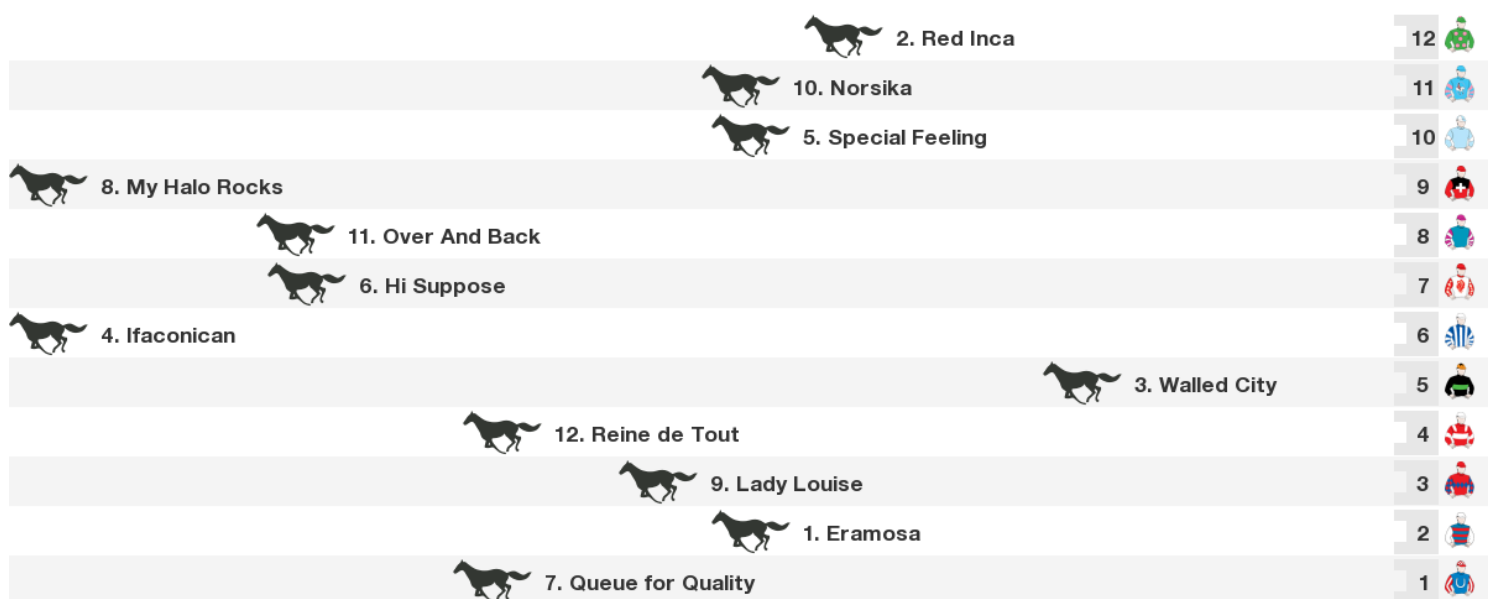 2. Red Inca 12
10. Norsika 11
5. Special Feeling 10
8. My Halo Rocks 9
11. Over And Back 8
6. Hi Suppose 7
4. Ifaconican 6
3. Walled City 5
12. Reine de Tout 4
9. Lady Louise 3
1. Eramosa 2
7. Queue for Quality 1